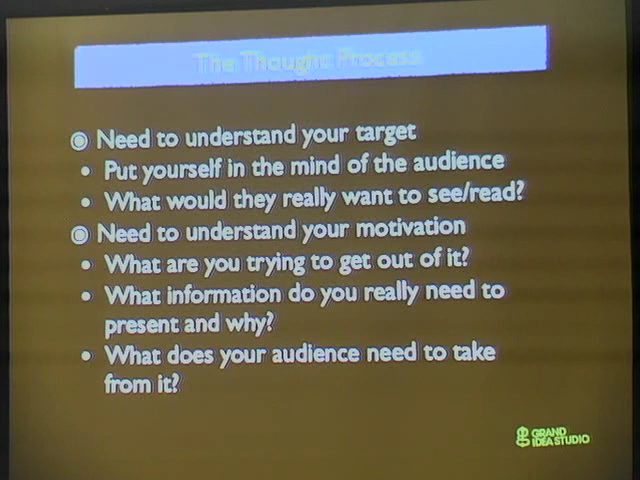 The Thought Process
Need to understand your target
Put yourself in the mind of the audience
What would they really want to see/read?
Need to understand your motivation
What are you trying to get out of it?
What information do you really need to
present and why?
What does your audience need to take
from it?
GRAND
IDEA STUDIO